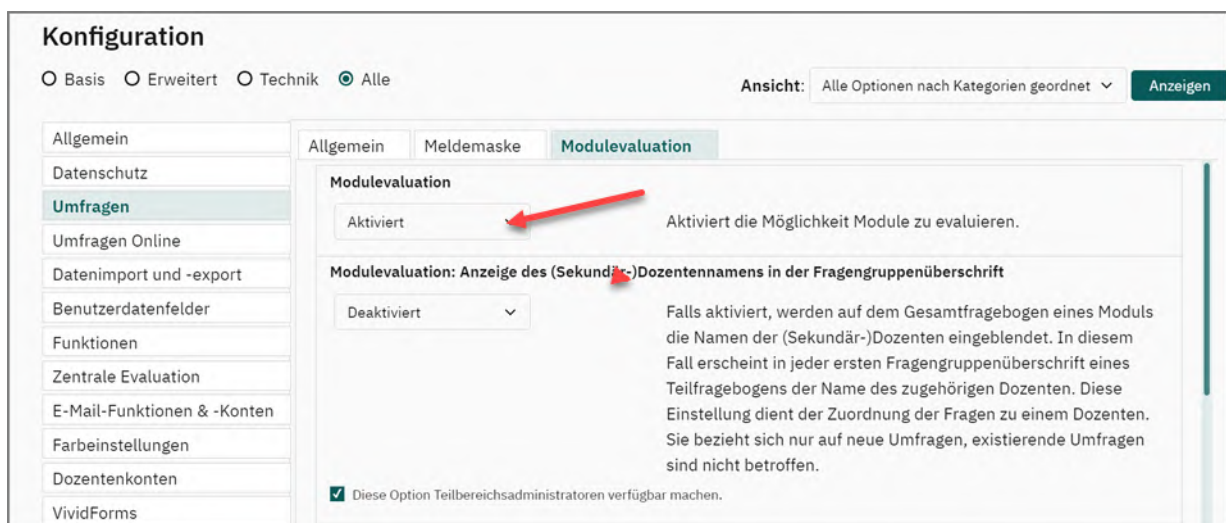 Konfiguration
Basis Erweitert Technik Alle
Ansicht: Alle Optionen nach Kategorien geordnet Anzeigen
Allgemein
Datenschutz
Umfragen
Umfragen Online
Datenimport und -export
Benutzerdatenfelder
Funktionen
Zentrale Evaluation
E-Mail-Funktionen & -Konten
Farbeinstellungen
Dozentenkonten
VividForms
Allgemein Meldemaske Modulevaluation
Modulevaluation
Aktiviert
Aktiviert die Möglichkeit Module zu evaluieren.
Modulevaluation: Anzeige des (Sekundär-)Dozentennamens in der Fragengruppenüberschrift
Deaktiviert
Falls aktiviert, werden auf dem Gesamtfragebogen eines Moduls
die Namen der (Sekundär-)Dozenten eingeblendet. In diesem
Fall erscheint in jeder ersten Fragengruppenüberschrift eines
Teilfragebogens der Name des zugehörigen Dozenten. Diese
Einstellung dient der Zuordnung der Fragen zu einem Dozenten.
Sie bezieht sich nur auf neue Umfragen, existierende Umfragen
sind nicht betroffen.
Diese Option Teilbereichsadministratoren verfügbar machen.